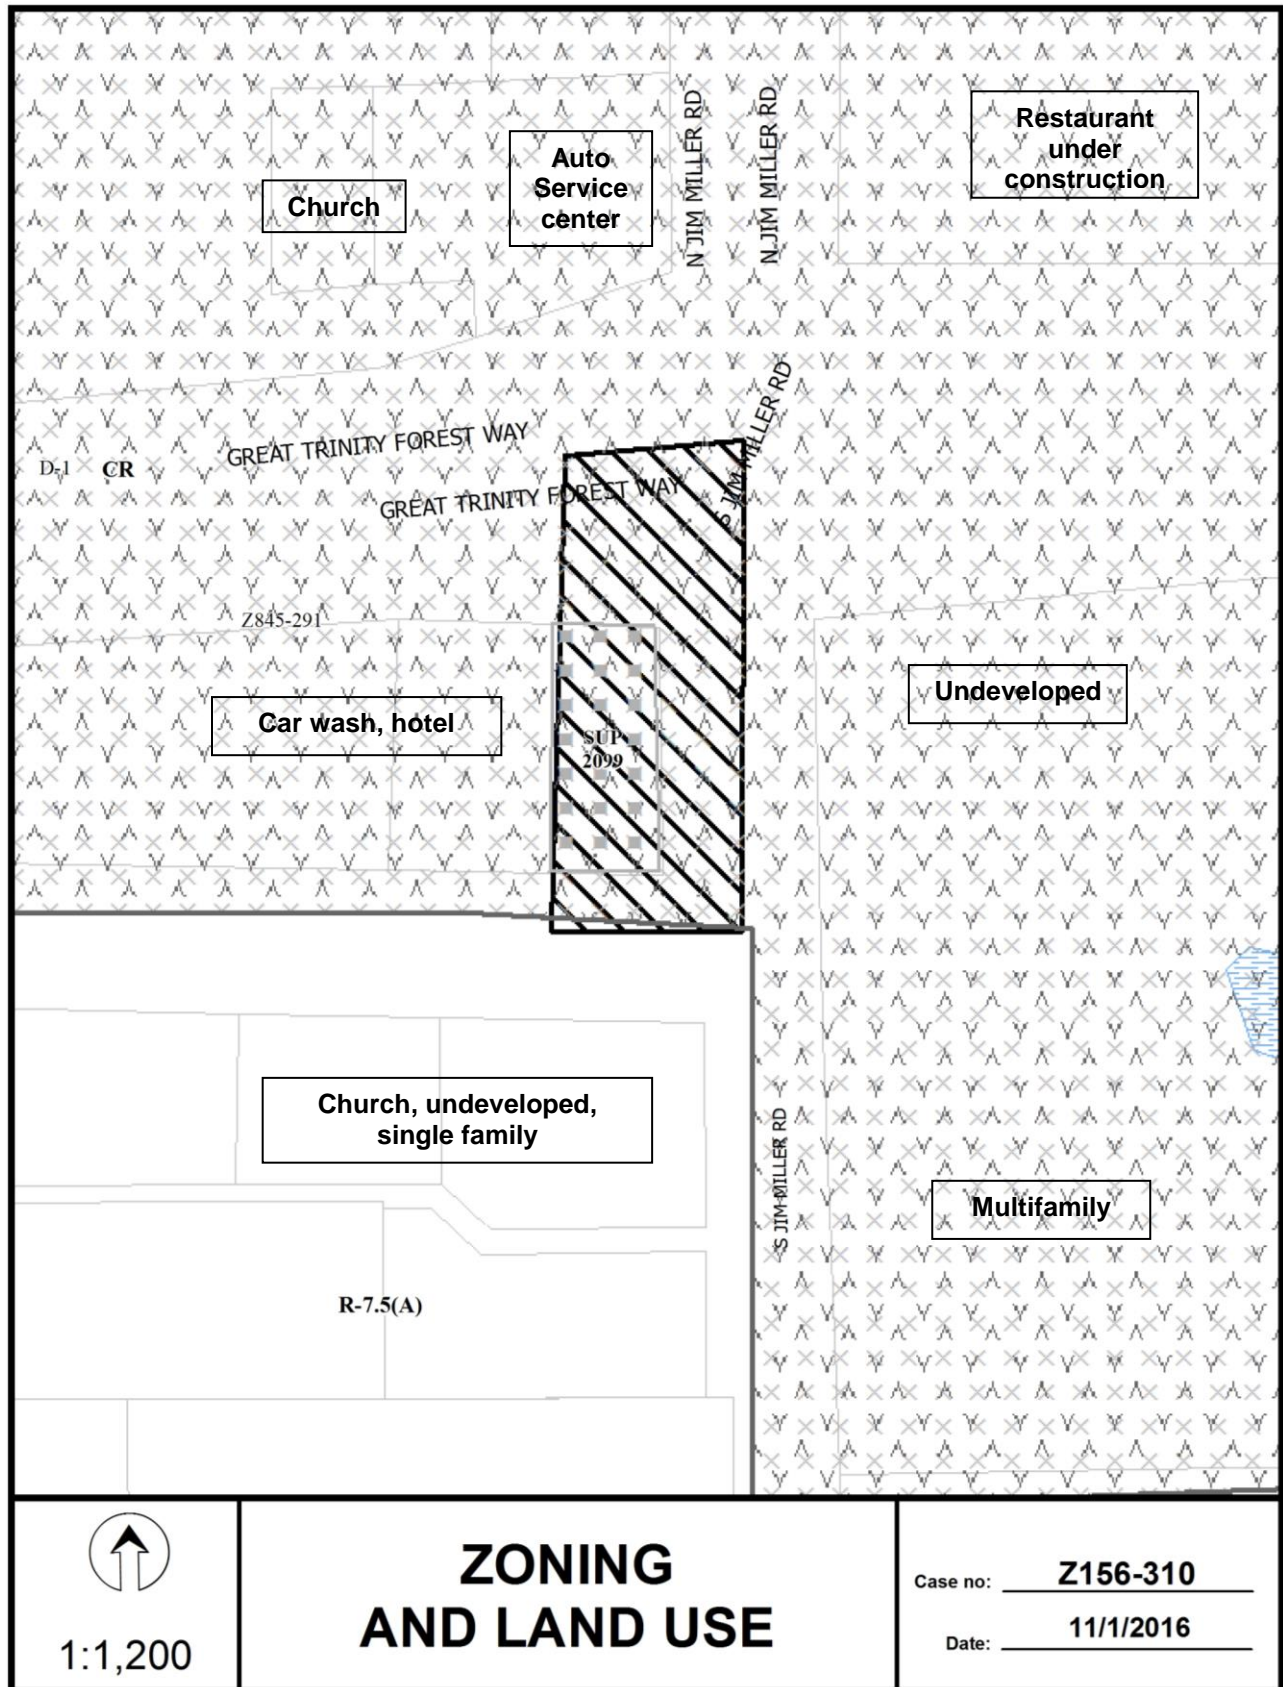 N JIM MILLER RD
N JIM MILLER RD
Restaurant
under
construction
Auto
Service
center
Church
S JIM MILLER RD
GREAT TRINITY FOREST WAY
D-1 CR
GREAT TRINITY FOREST WAY
Z845-291
Undeveloped
Car wash, hotel
SUP
2099
Church, undeveloped,
single family
S JIM MILLER RD
Multifamily
R-7.5(A)
1:1,200
ZONING
AND LAND USE
Case no: Z156-310
Date: 11/1/2016